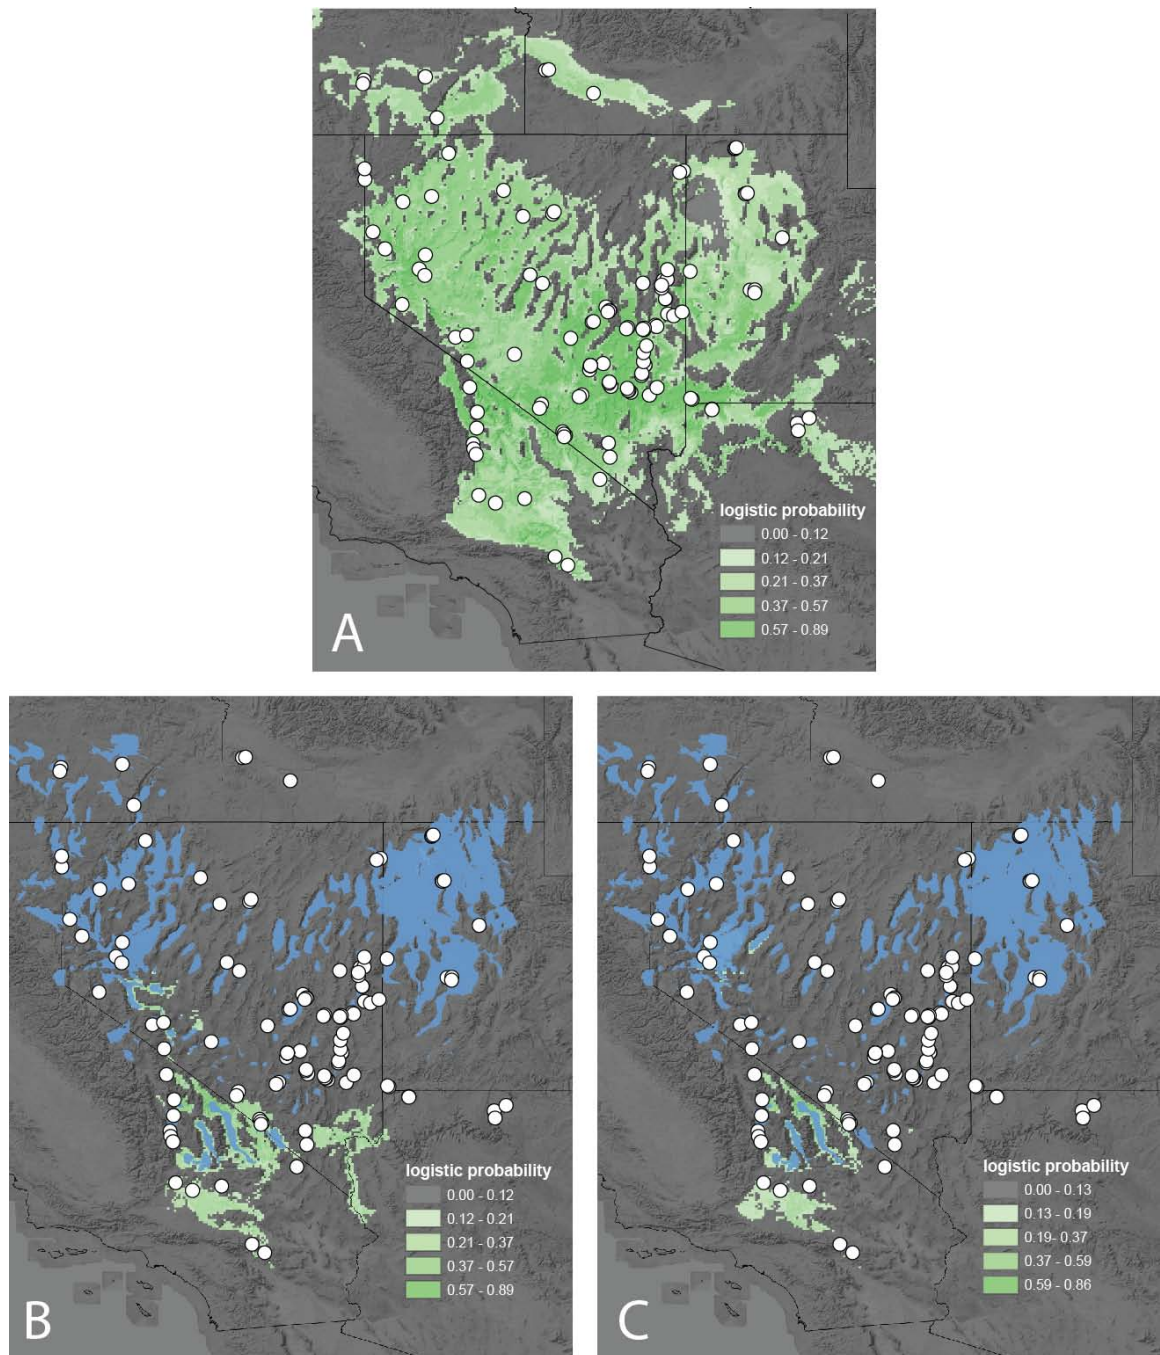 logistic probability
0.00 - 0.12
0.12 - 0.21
0.21 - 0.37
0.37 - 0.57
0.57 - 0.89
A
logistic probability
0.00 - 0.12
0.12 - 0.21
0.21 - 0.37
0.37 - 0.57
0.57 - 0.89
B
logistic probability
0.00 - 0.13
0.13 - 0.19
0.19- 0.37
0.37 - 0.59
0.59 - 0.86
C